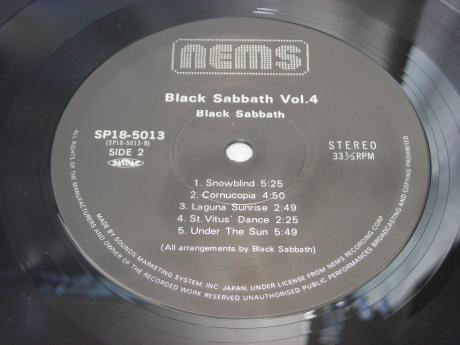 nems
Black Sabbath Vol.4
Black Sabbath
SP18-5013
(SP18-5013-B)
SIDE 2
STEREO
33⅓RPM
1. Snowblind 5:25
2. Cornucopia 4:50
3. Laguna Sunrise 2:49
4. St.Vitus' Dance 2:25
5. Under The Sun 5:49
(All arrangements by Black Sabbath)
MADE BY SOUNDS MARKETING SYSTEM, INC JAPAN, UNDER LICENSE FROM NEMS RECORDING CORP.
ALL RIGHTS OF THE MANUFACTURERS AND OWNER OF THE RECORDED WORK RESERVED UNAUTHORISED PUBLIC PERFORMANCES BROADCASTING AND COPYING PROHIBITED